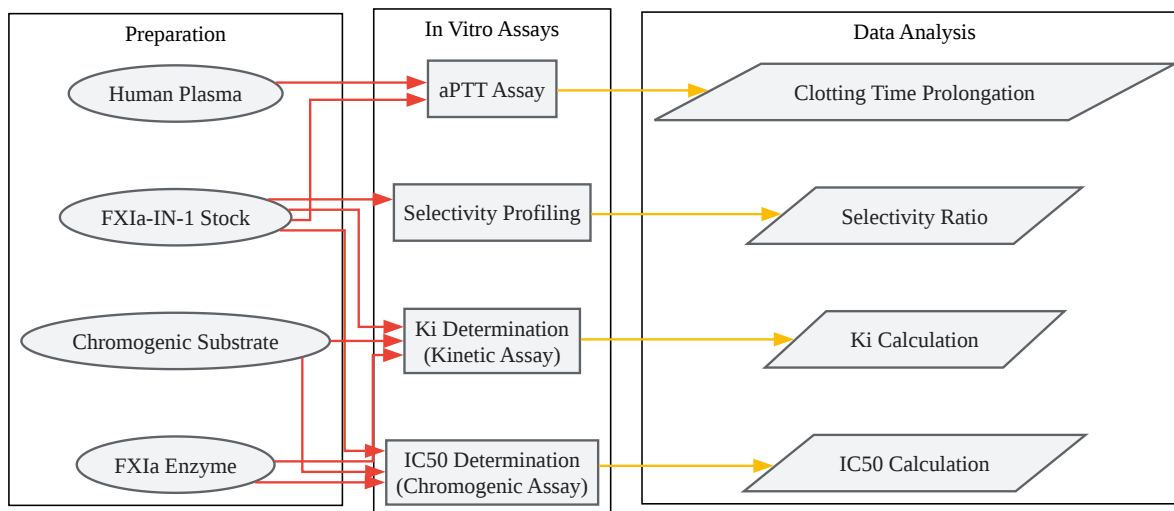 Preparation
Human Plasma
FXIa-IN-1 Stock
Chromogenic Substrate
FXIa Enzyme
In Vitro Assays
aPTT Assay
Selectivity Profiling
Ki Determination
(Kinetic Assay)
IC50 Determination
(Chromogenic Assay)
Data Analysis
Clotting Time Prolongation
Selectivity Ratio
Ki Calculation
IC50 Calculation